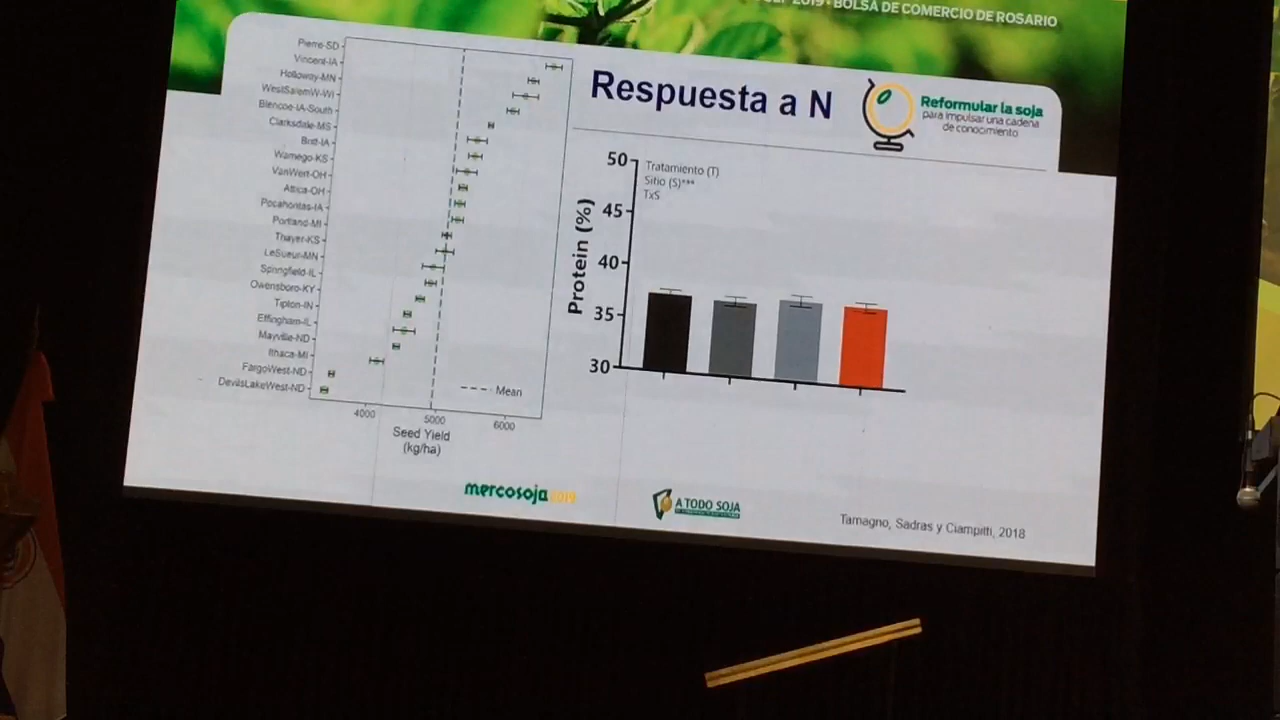 2019 - BOLSA DE COMERCIO DE ROSARIO
Respuesta a N
Reformular la soja
para impulsar una cadena
de conocimiento
Pierre-SD
Vincent-IA
Holloway-MN
WestSalemW-WI
Blencoe-IA-South
Clarksdale-MS
Britt-IA
Wamego-KS
VanWert-OH
Attica-OH
Pocahontas-IA
Portland-MI
Thayer-KS
LeSueur-MN
Springfield-IL
Owensboro-KY
Tipton-IN
Effingham-IL
Mayville-ND
Ithaca-MI
FargoWest-ND
DevilsLakeWest-ND
Mean
4000 5000 6000
Seed Yield
(kg/ha)
Protein (%)
50
45
40
35
30
Tratamiento (T)
Sitio (S)***
TxS
mercosoja2019
A TODO SOJA
Tamagno, Sadras y Ciampitti, 2018